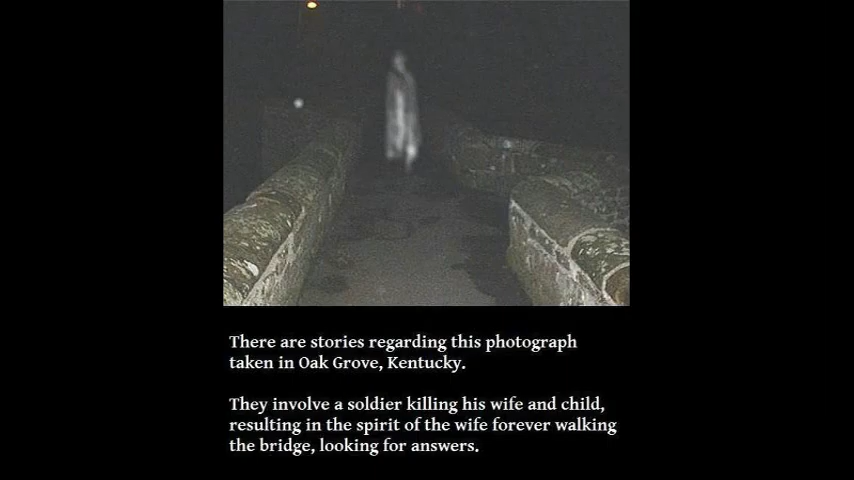 There are stories regarding this photograph
taken in Oak Grove, Kentucky.
They involve a soldier killing his wife and child,
resulting in the spirit of the wife forever walking
the bridge, looking for answers.